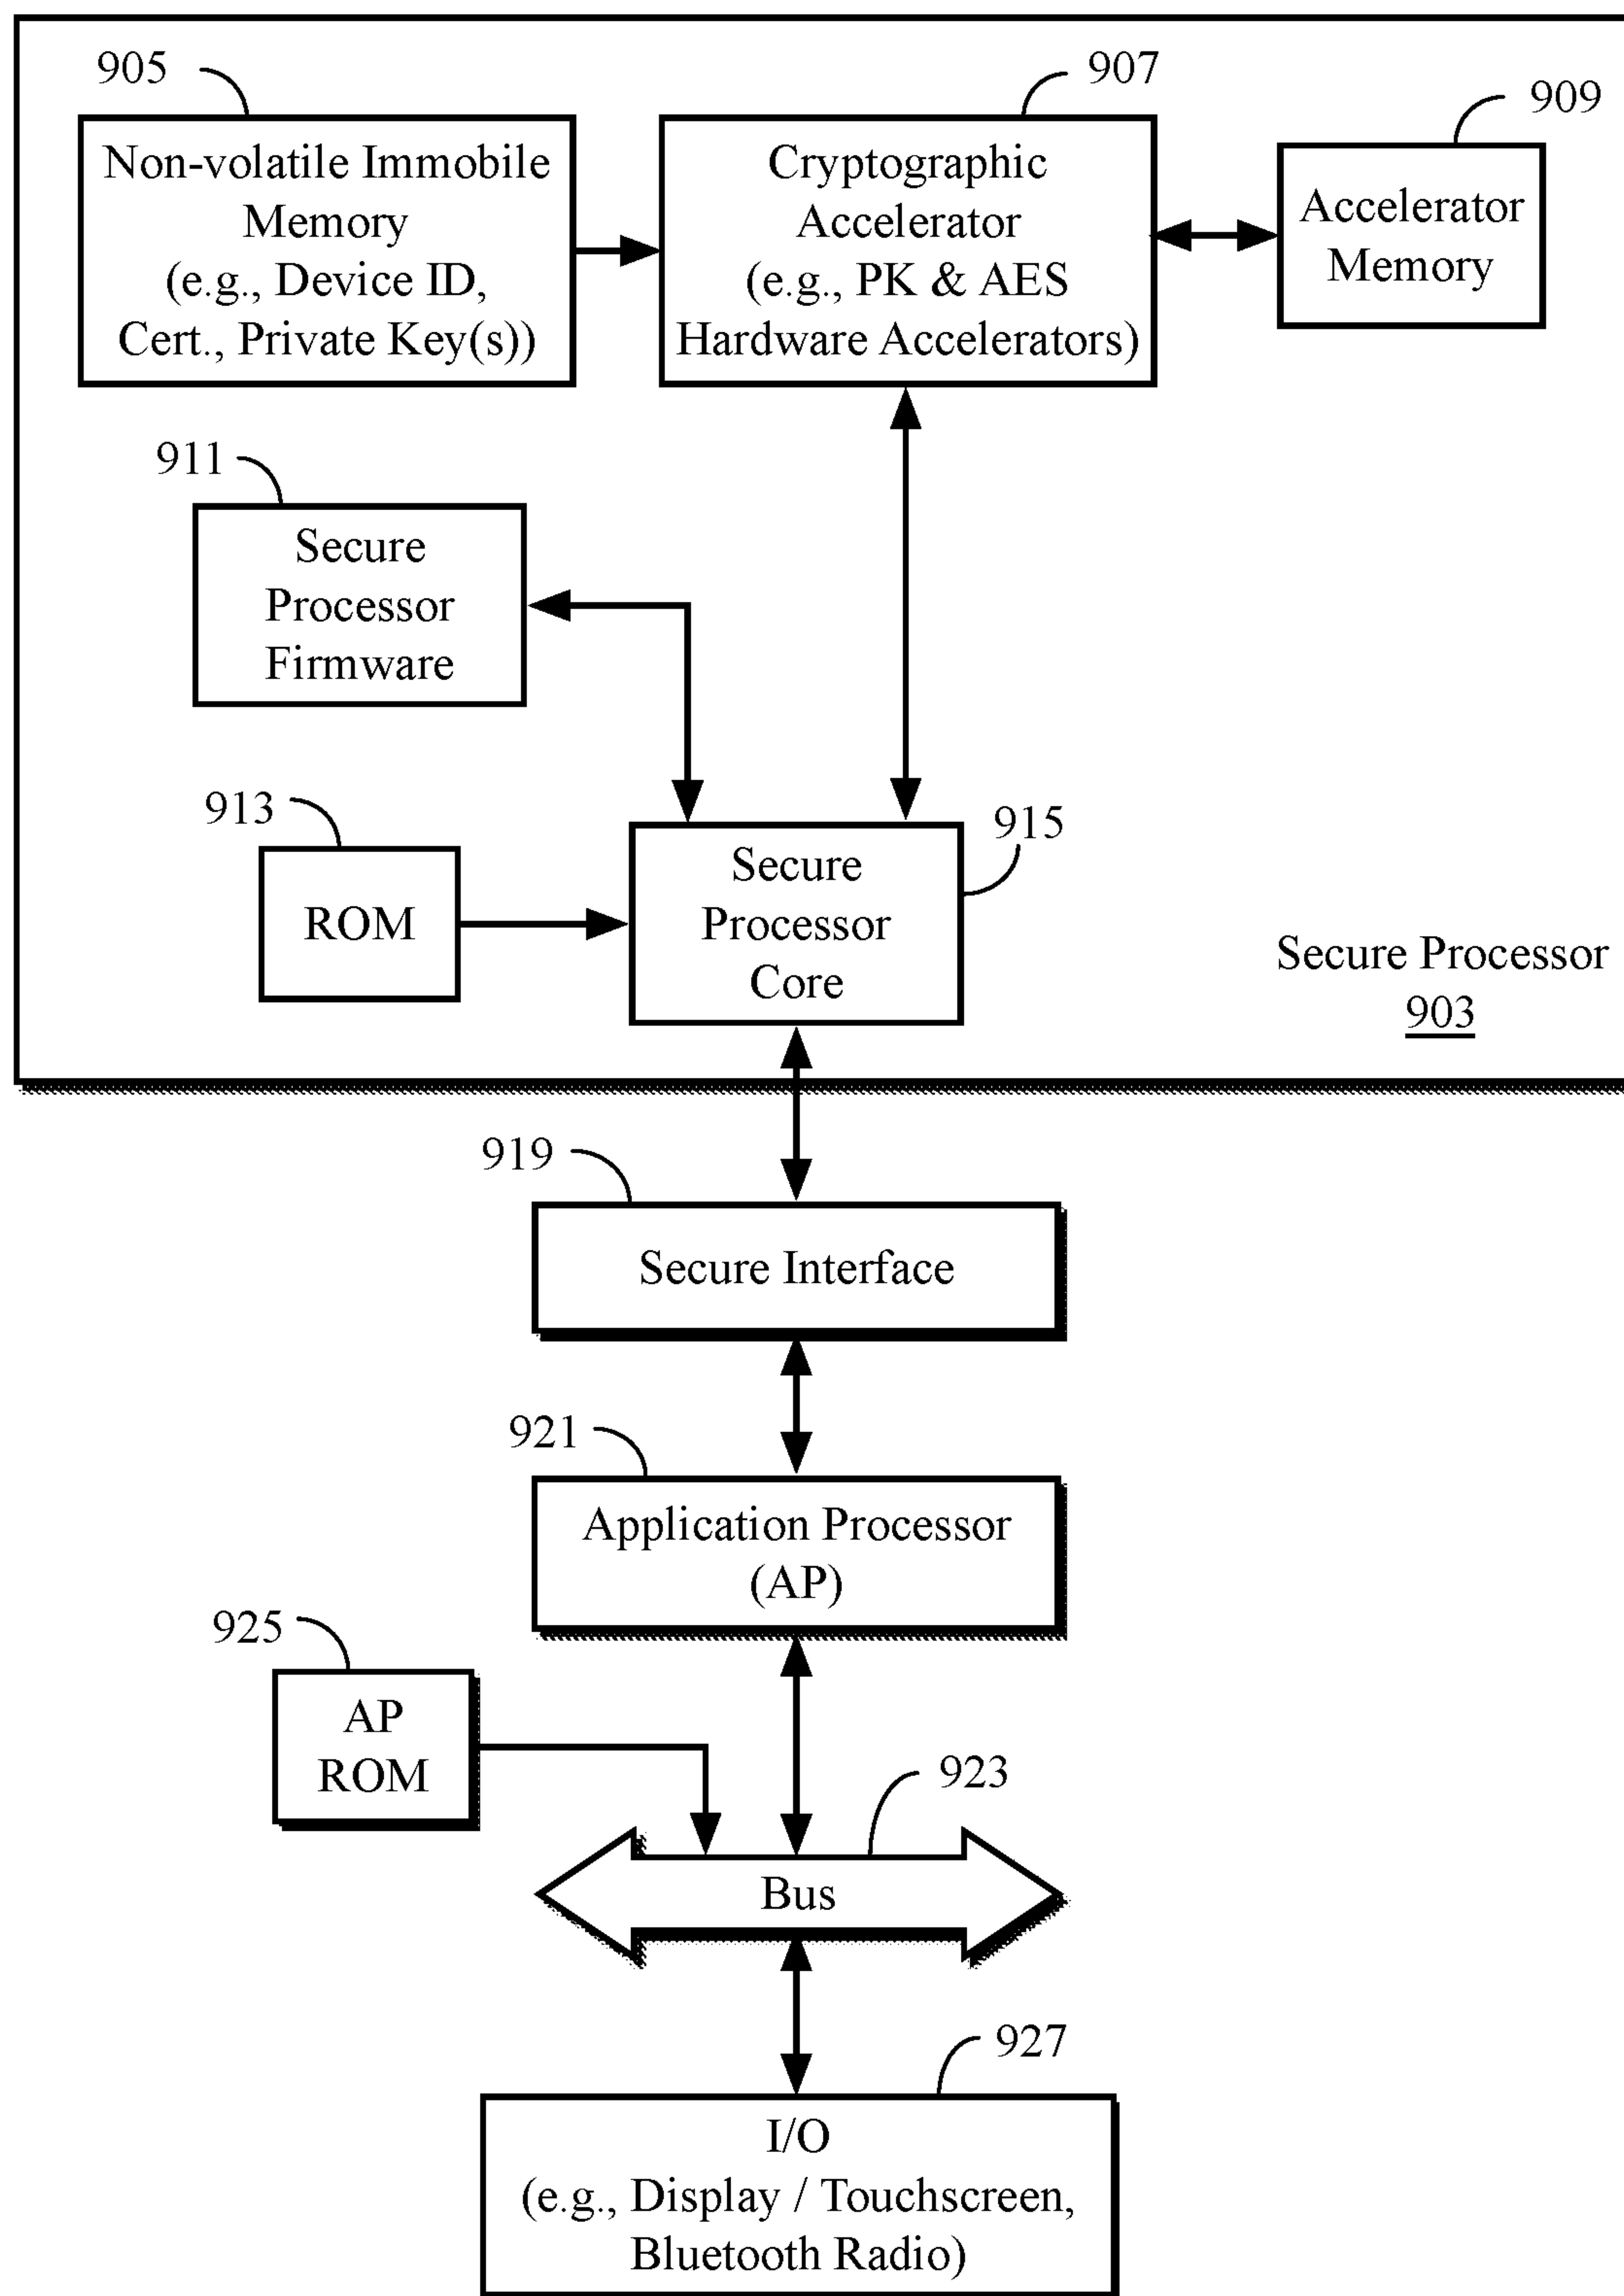 905
907
909
Non-volatile Immobile
Memory
(e.g., Device ID,
Cert., Private Key(s))
Cryptographic
Accelerator
(e.g., PK & AES
Hardware Accelerators)
Accelerator
Memory
911
Secure
Processor
Firmware
913
ROM
915
Secure
Processor
Core
Secure Processor
903
919
Secure Interface
921
Application Processor
(AP)
925
AP
ROM
923
Bus
927
I/O
(e.g., Display / Touchscreen,
Bluetooth Radio)